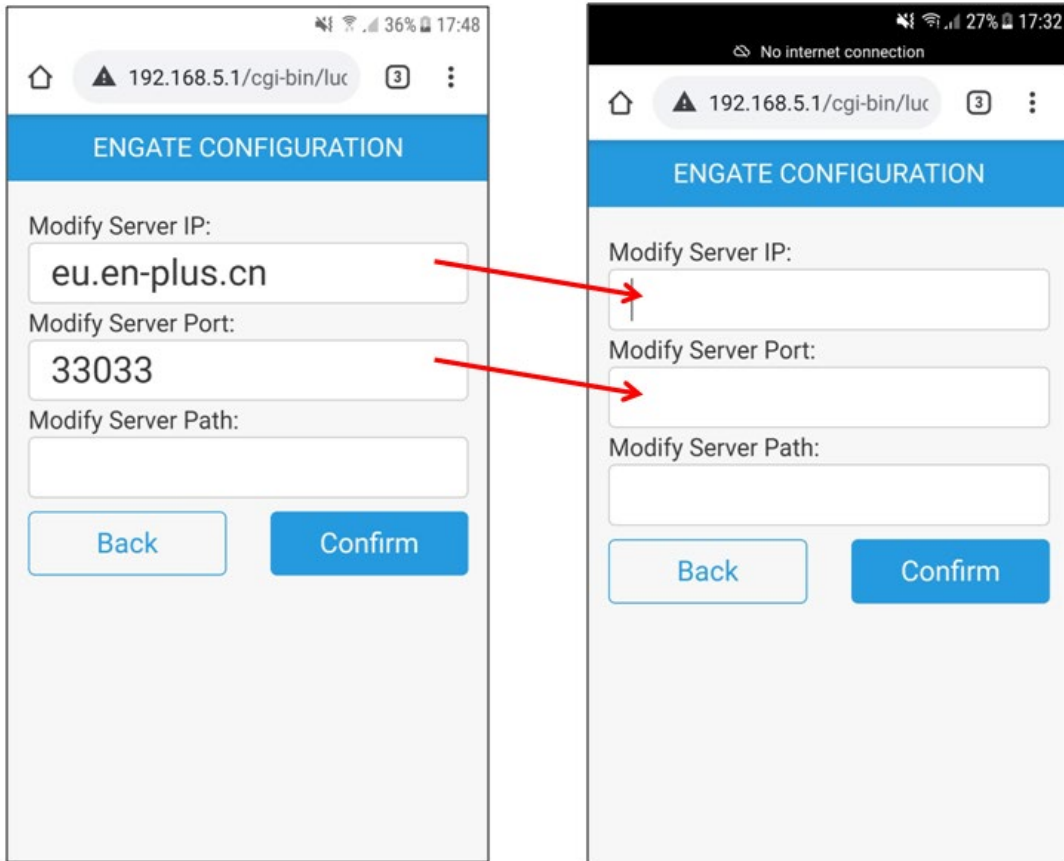 36% 17:48
192.168.5.1/cgi-bin/luc 3
ENGATE CONFIGURATION
Modify Server IP:
eu.en-plus.cn
Modify Server Port:
33033
Modify Server Path:
Back Confirm
27% 17:32
No internet connection
192.168.5.1/cgi-bin/luc 3
ENGATE CONFIGURATION
Modify Server IP:
Modify Server Port:
Modify Server Path:
Back Confirm